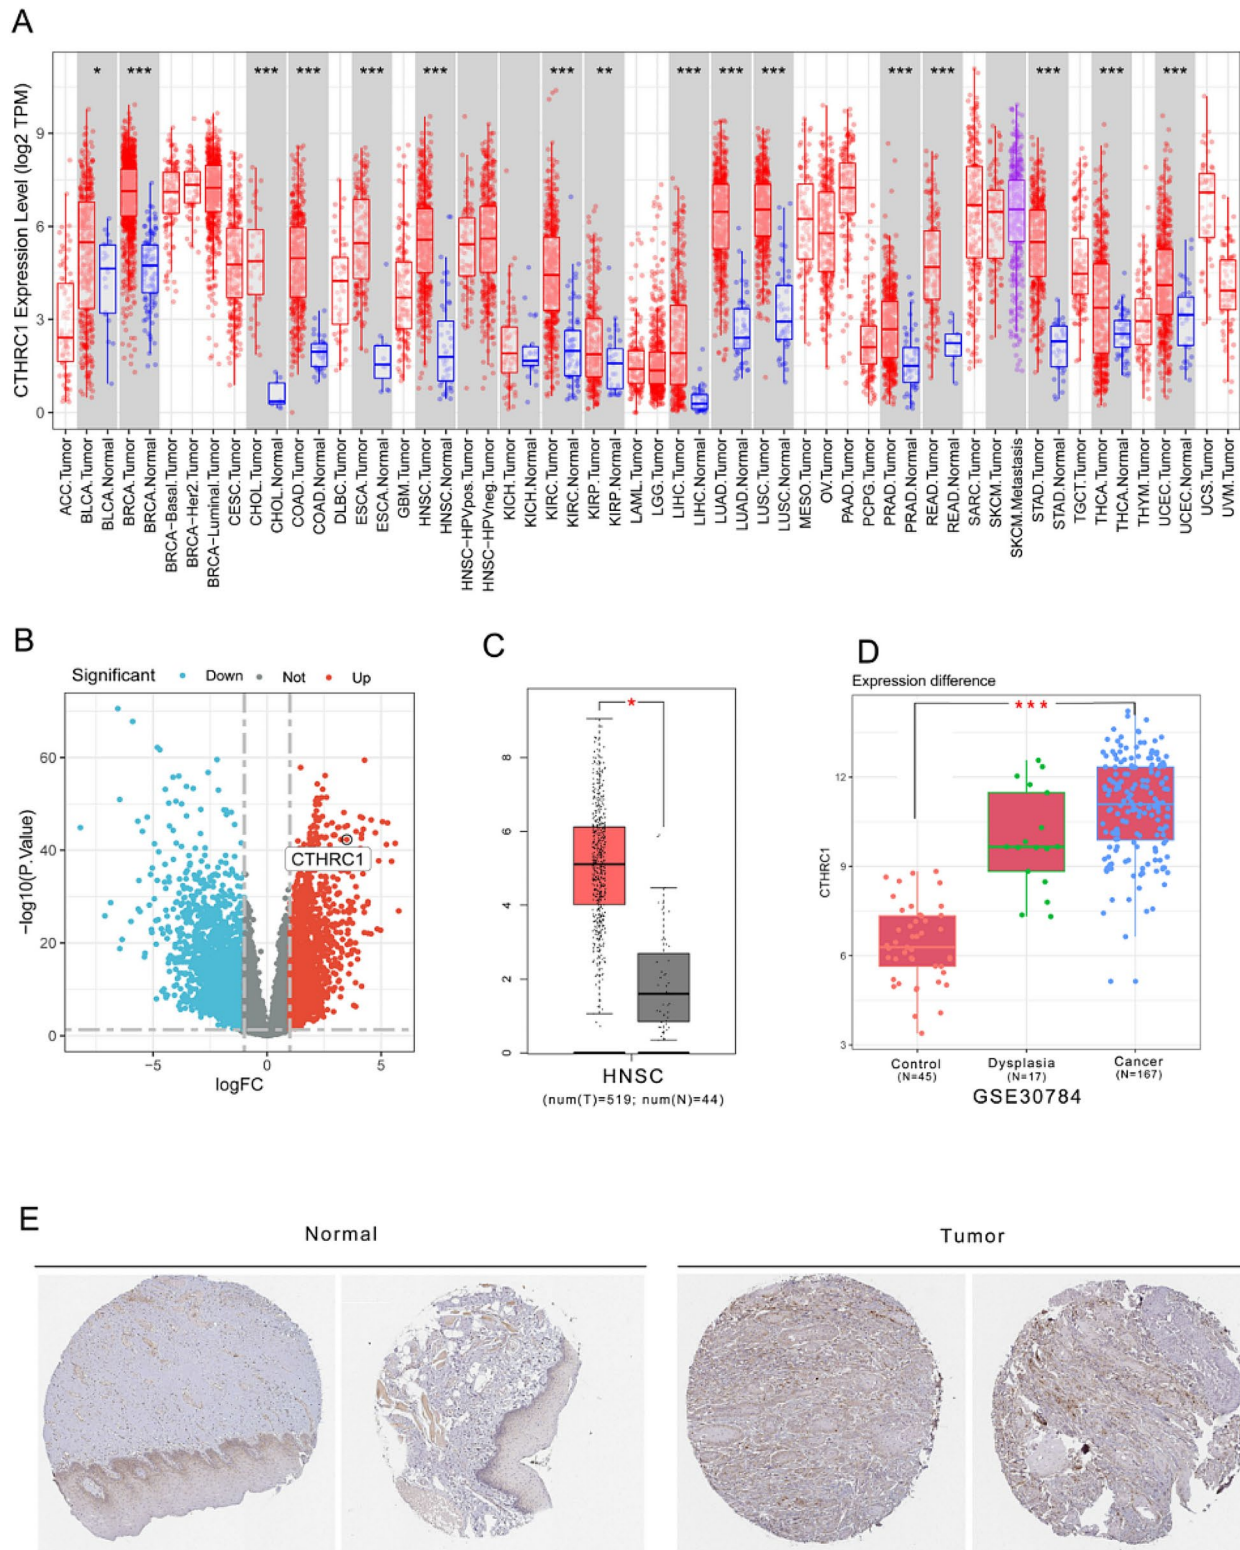 A
CTHRC1 Expression Level (log2 TPM)
* *** *** *** *** *** *** ** *** *** *** *** *** *** *** ***
9
6
3
0
ACC.Tumor
BLCA.Tumor
BLCA.Normal
BRCA.Tumor
BRCA.Normal
BRCA-Basal.Tumor
BRCA-Her2.Tumor
BRCA-Luminal.Tumor
CESC.Tumor
CHOL.Tumor
CHOL.Normal
COAD.Tumor
COAD.Normal
DLBC.Tumor
ESCA.Tumor
ESCA.Normal
GBM.Tumor
HNSC.Tumor
HNSC.Normal
HNSC-HPVpos.Tumor
HNSC-HPVneg.Tumor
KICH.Tumor
KICH.Normal
KIRC.Tumor
KIRC.Normal
KIRP.Tumor
KIRP.Normal
LAML.Tumor
LGG.Tumor
LIHC.Tumor
LIHC.Normal
LUAD.Tumor
LUAD.Normal
LUSC.Tumor
LUSC.Normal
MESO.Tumor
OV.Tumor
PAAD.Tumor
PCPG.Tumor
PRAD.Tumor
PRAD.Normal
READ.Tumor
READ.Normal
SARC.Tumor
SKCM.Tumor
SKCM.Metastasis
STAD.Tumor
STAD.Normal
TGCT.Tumor
THCA.Tumor
THCA.Normal
THYM.Tumor
UCEC.Tumor
UCEC.Normal
UCS.Tumor
UVM.Tumor
B
Significant Down Not Up
−log10(P.Value)
60
40
20
0
CTHRC1
−5 0 5
logFC
C
*
8
6
4
2
0
HNSC
(num(T)=519; num(N)=44)
D
Expression difference
***
CTHRC1
12
9
6
3
Control Dysplasia Cancer
(N=45) (N=17) (N=167)
GSE30784
E
Normal Tumor